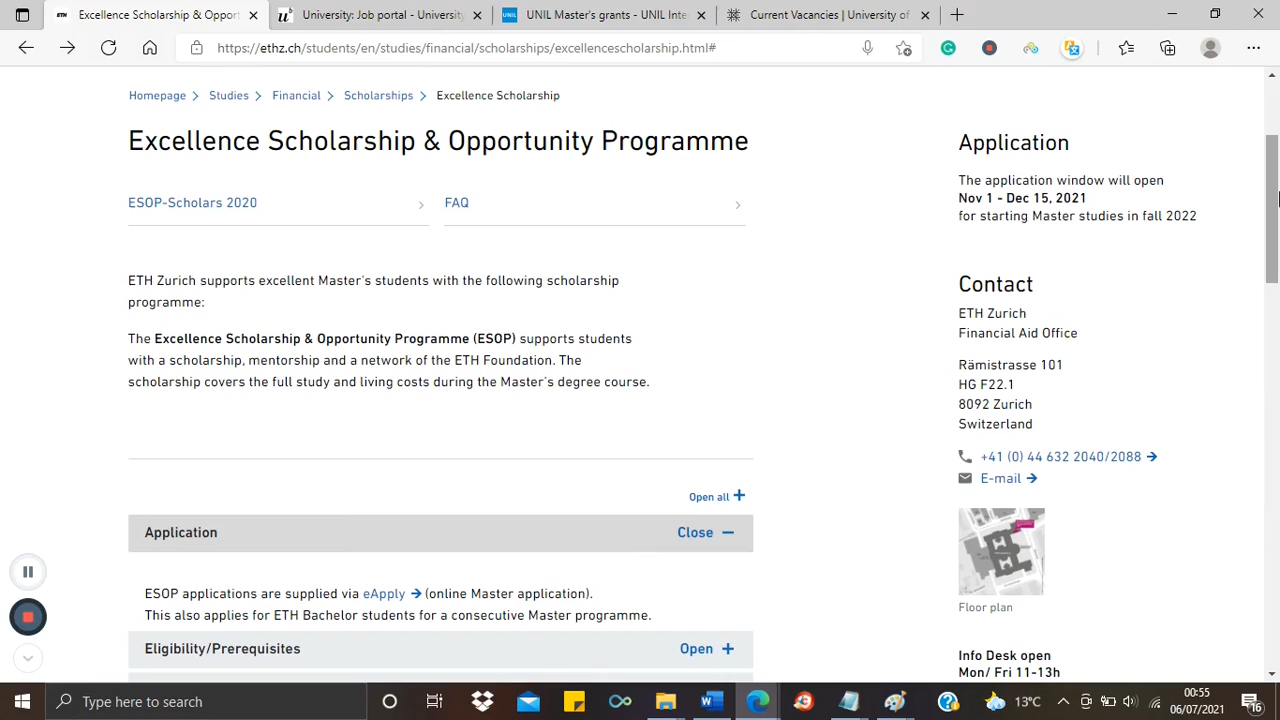 Excellence Scholarship & Opport
University: Job portal - Universit
UNIL
UNIL Master's grants - UNIL Inte
Current Vacancies | University of
https://ethz.ch/students/en/studies/financial/scholarships/excellencescholarship.html#
Homepage
Studies
Financial
Scholarships
Excellence Scholarship
Excellence Scholarship & Opportunity Programme
ESOP-Scholars 2020
FAQ
ETH Zurich supports excellent Master's students with the following scholarship
programme:
The Excellence Scholarship & Opportunity Programme (ESOP) supports students
with a scholarship, mentorship and a network of the ETH Foundation. The
scholarship covers the full study and living costs during the Master's degree course.
Open all
Application
Close
ESOP applications are supplied via eApply (online Master application).
This also applies for ETH Bachelor students for a consecutive Master programme.
Eligibility/Prerequisites
Open
Application
The application window will open
Nov 1 - Dec 15, 2021
for starting Master studies in fall 2022
Contact
ETH Zurich
Financial Aid Office
Rämistrasse 101
HG F22.1
8092 Zurich
Switzerland
+41 (0) 44 632 2040/2088
E-mail
Floor plan
Info Desk open
Mon/ Fri 11-13h
Type here to search
13°C
00:55
06/07/2021
16